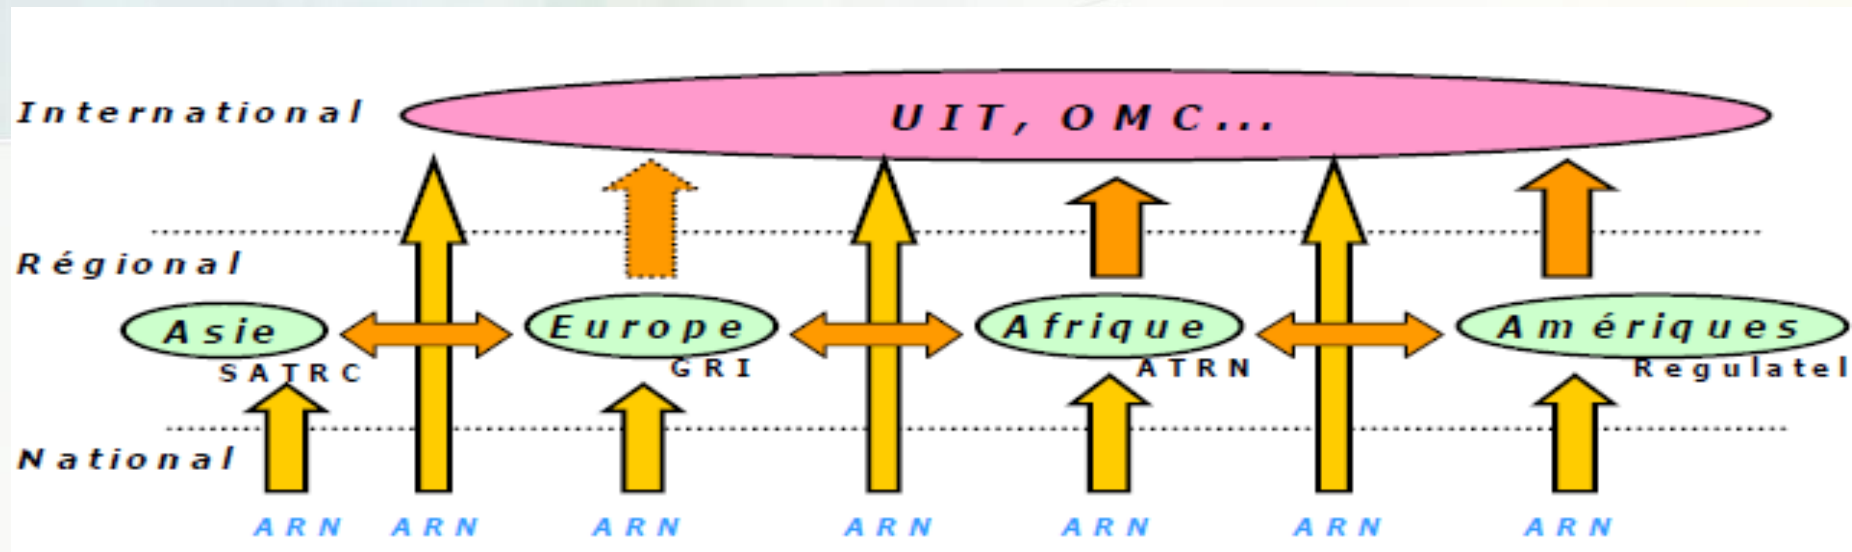 International
UIT, OMC...
Régional
Asie
Europe
Afrique
Amériques
SATRC
GRI
ATRN
Regulatel
National
ARN
ARN
ARN
ARN
ARN
ARN
ARN